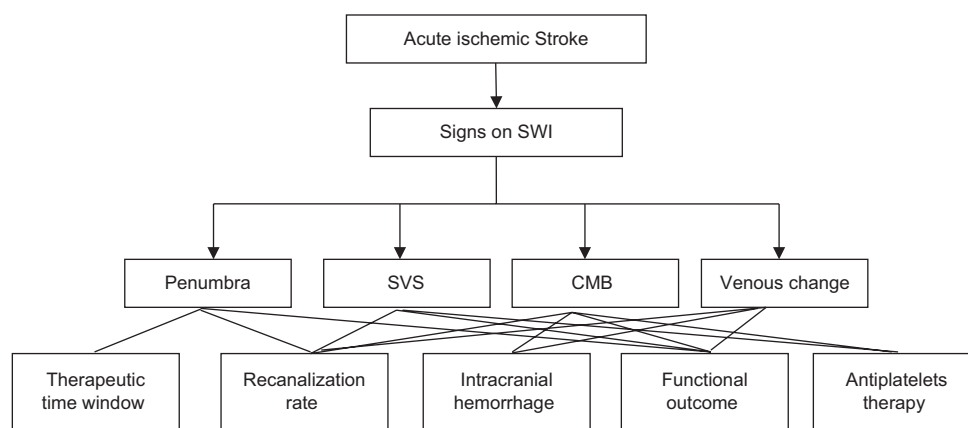 Acute ischemic Stroke
Signs on SWI
Penumbra
SVS
CMB
Venous change
Therapeutic
time window
Recanalization
rate
Intracranial
hemorrhage
Functional
outcome
Antiplatelets
therapy